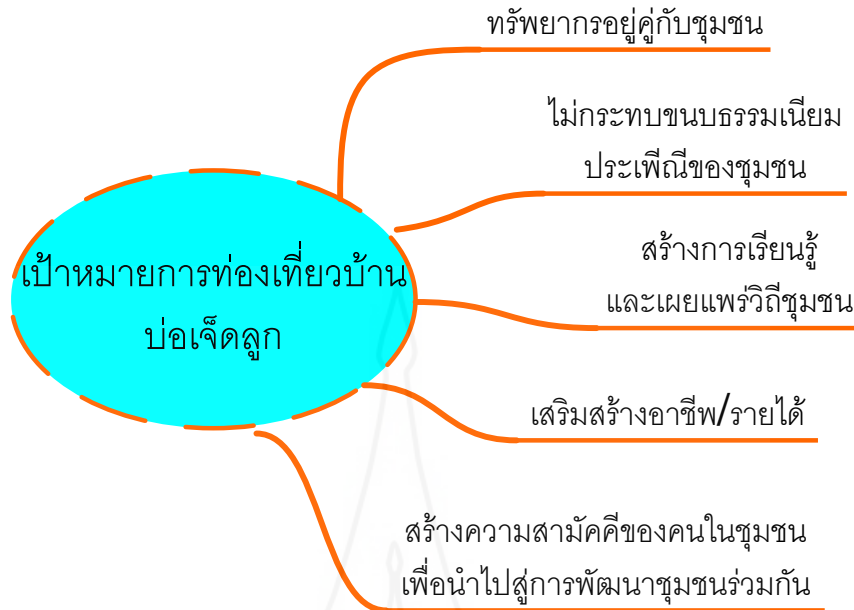 ทรัพยากรอยู่คู่กับชุมชน
ไม่กระทบขนบธรรมเนียม
ประเพีณีของชุมชน
สร้างการเรียนรู้
และเผยแพร่วิถีชุมชน
เป้าหมายการท่องเที่ยวบ้าน
บ่อเจ็ดลูก
เสริมสร้างอาชีพ/รายได้
สร้างความสามัคคีของคนในชุมชน
เพื่อนำไปสู่การพัฒนาชุมชนร่วมกัน